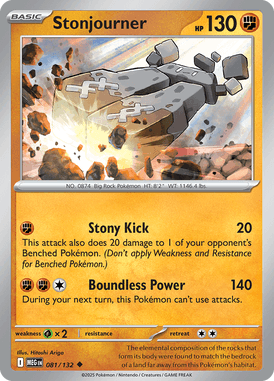 BASIC
Stonjourner
HP 130
NO. 0874 Big Rock Pokémon HT: 8'2" WT: 1146.4 lbs.
Stony Kick 20
This attack also does 20 damage to 1 of your opponent's
Benched Pokémon. (Don't apply Weakness and Resistance
for Benched Pokémon.)
Boundless Power 140
During your next turn, this Pokémon can't use attacks.
weakness ×2 resistance retreat
Illus. Hitoshi Ariga
MEG EN 081/132
The elemental composition of the rocks that
form its body were found to match the bedrock
of a land far away from this Pokémon's habitat.
©2025 Pokémon / Nintendo / Creatures / GAME FREAK